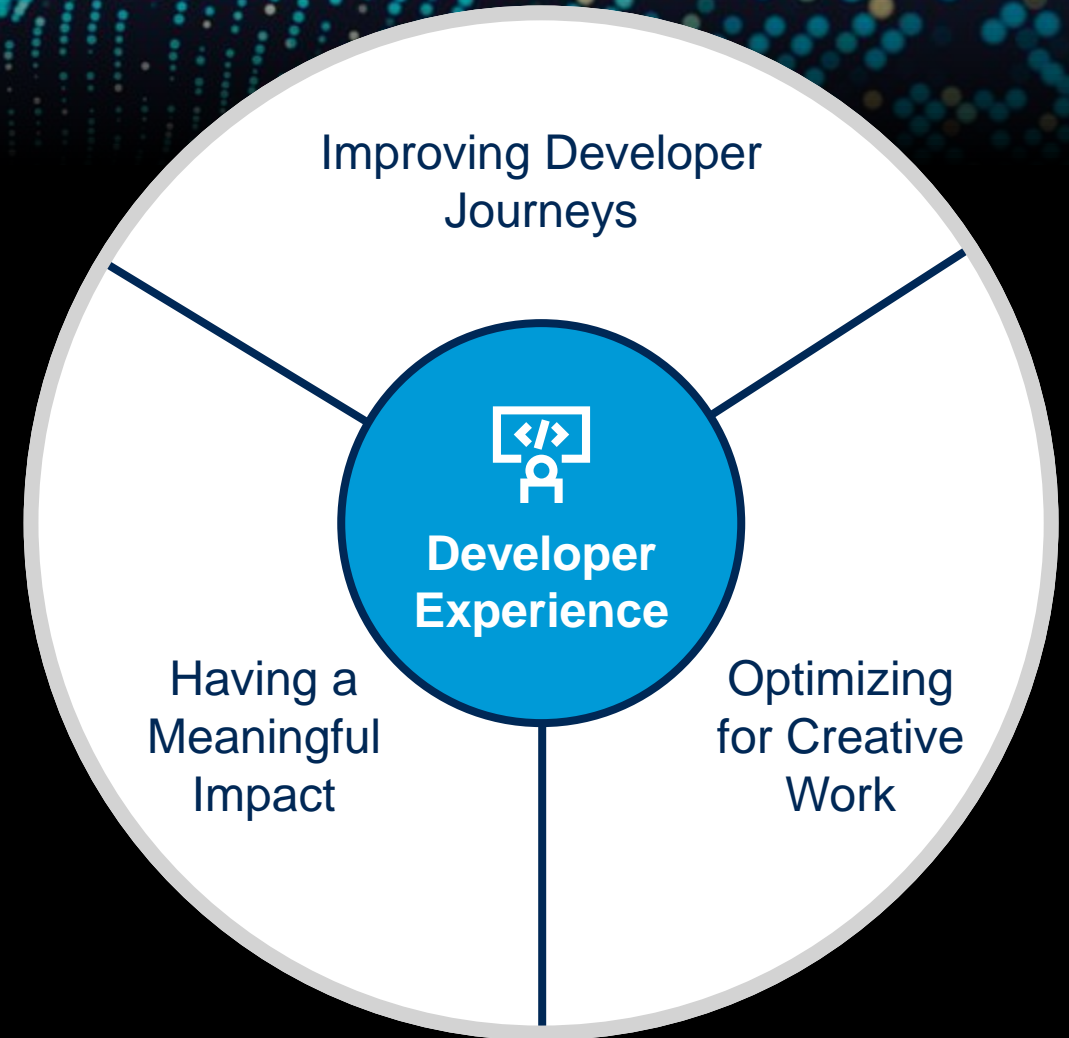 Improving Developer
Journeys
</>
Developer
Experience
Having a
Meaningful
Impact
Optimizing
for Creative
Work